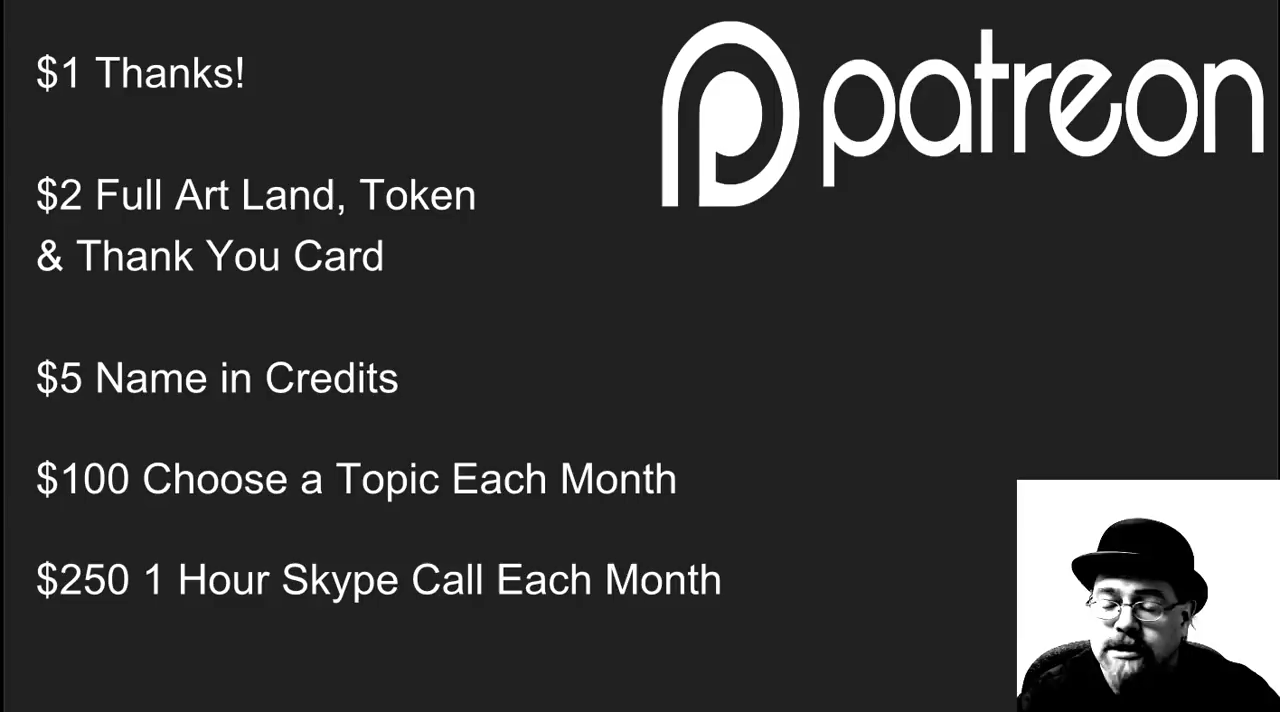 $1 Thanks!
patreon
$2 Full Art Land, Token
& Thank You Card
$5 Name in Credits
$100 Choose a Topic Each Month
$250 1 Hour Skype Call Each Month